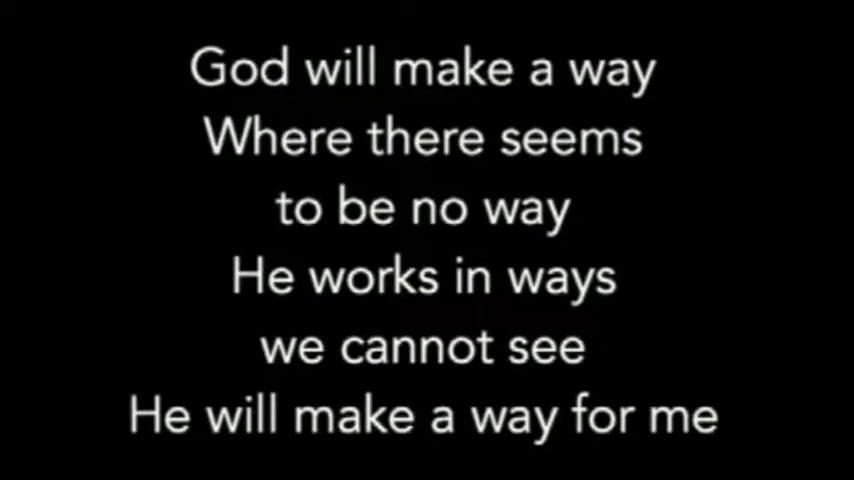 God will make a way
Where there seems
to be no way
He works in ways
we cannot see
He will make a way for me